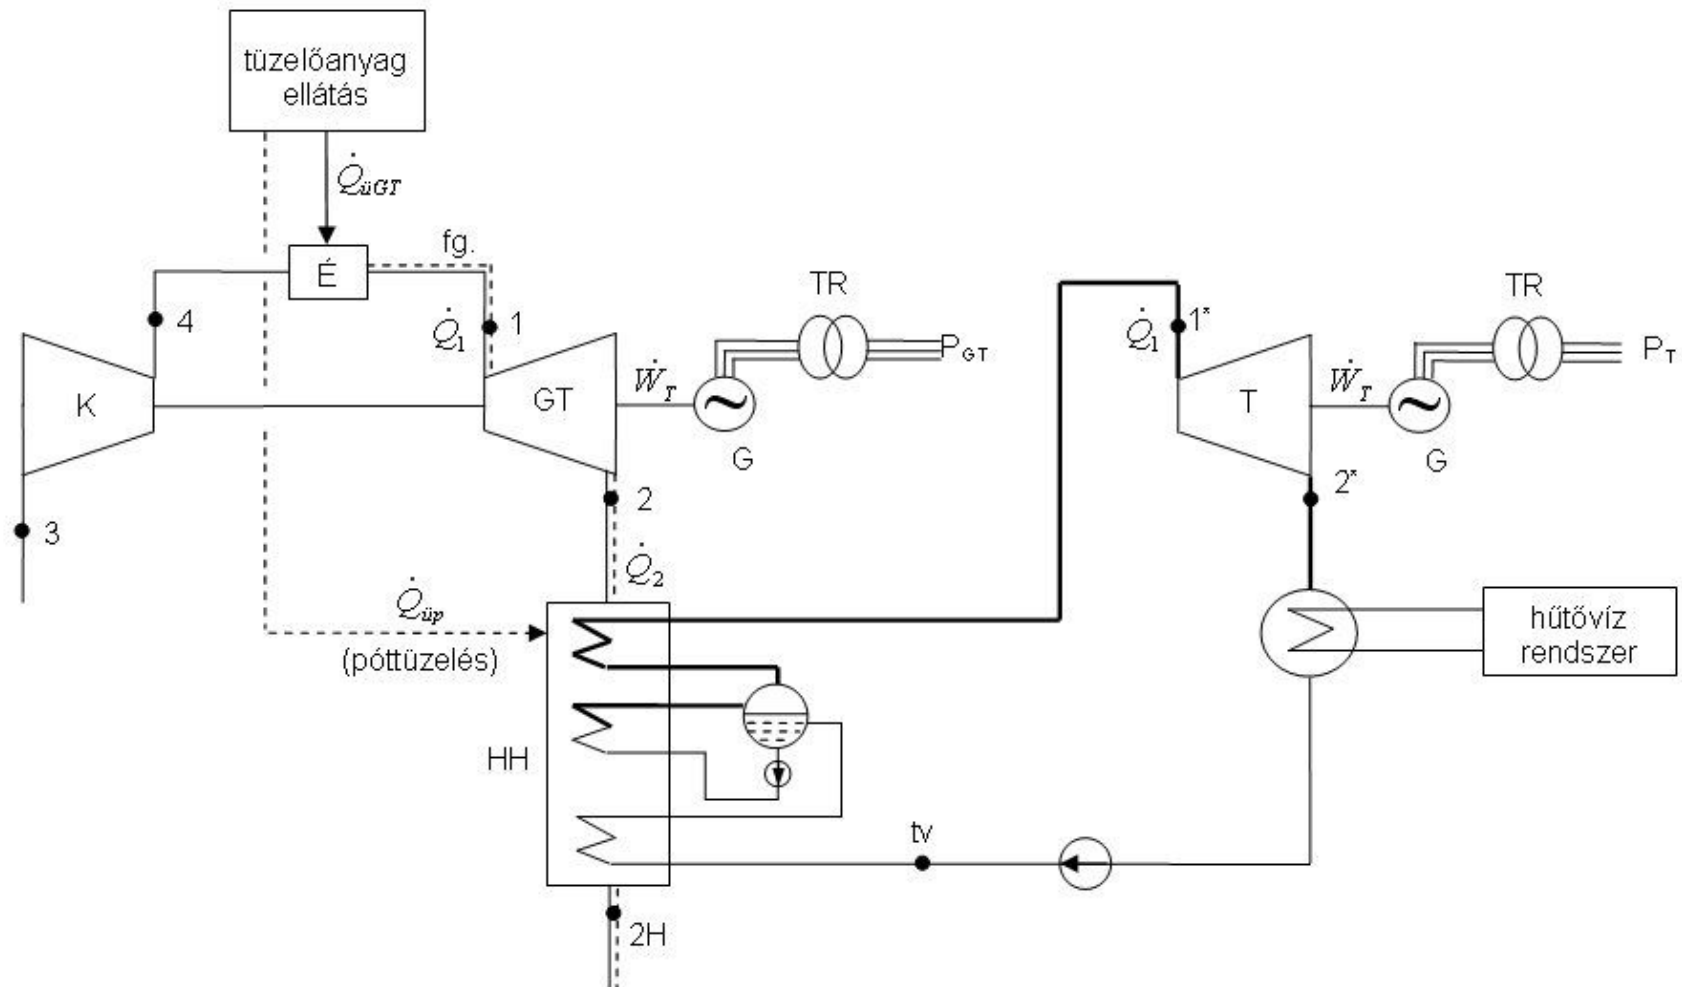 tüzelőanyag
ellátás
Q̇üGT
fg.
É
TR
TR
4
Q̇1
1
Q̇1
1*
PGT
PT
K
GT
ẆT
T
ẆT
G
G
2
2*
3
Q̇2
Q̇üp
(póttüzelés)
hűtővíz
rendszer
HH
tv
2H